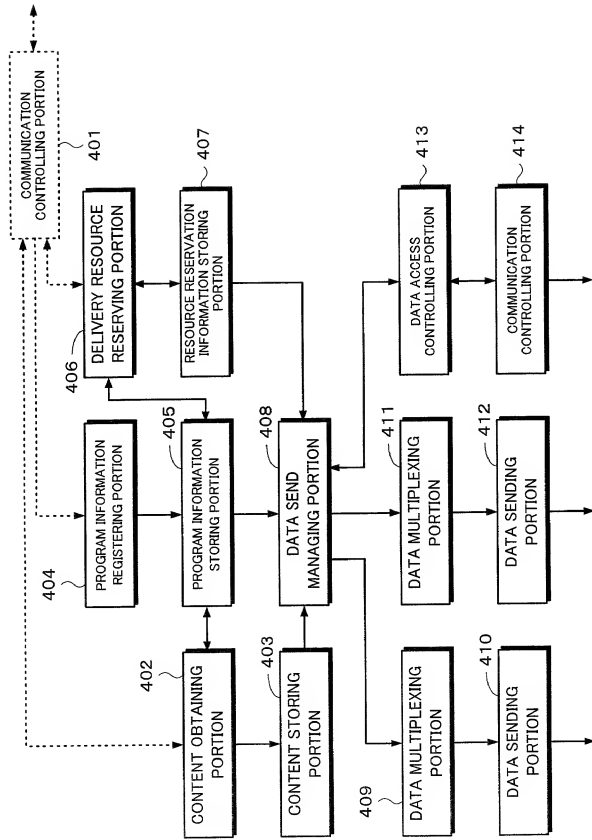 COMMUNICATION
CONTROLLING PORTION
401
406
DELIVERY RESOURCE
RESERVING PORTION
407
RESOURCE RESERVATION
INFORMATION STORING
PORTION
413
DATA ACCESS
CONTROLLING PORTION
414
COMMUNICATION
CONTROLLING PORTION
404
PROGRAM INFORMATION
REGISTERING PORTION
405
PROGRAM INFORMATION
STORING PORTION
408
DATA SEND
MANAGING PORTION
411
DATA MULTIPLEXING
PORTION
412
DATA SENDING
PORTION
402
CONTENT OBTAINING
PORTION
403
CONTENT STORING
PORTION
409
DATA MULTIPLEXING
PORTION
410
DATA SENDING
PORTION